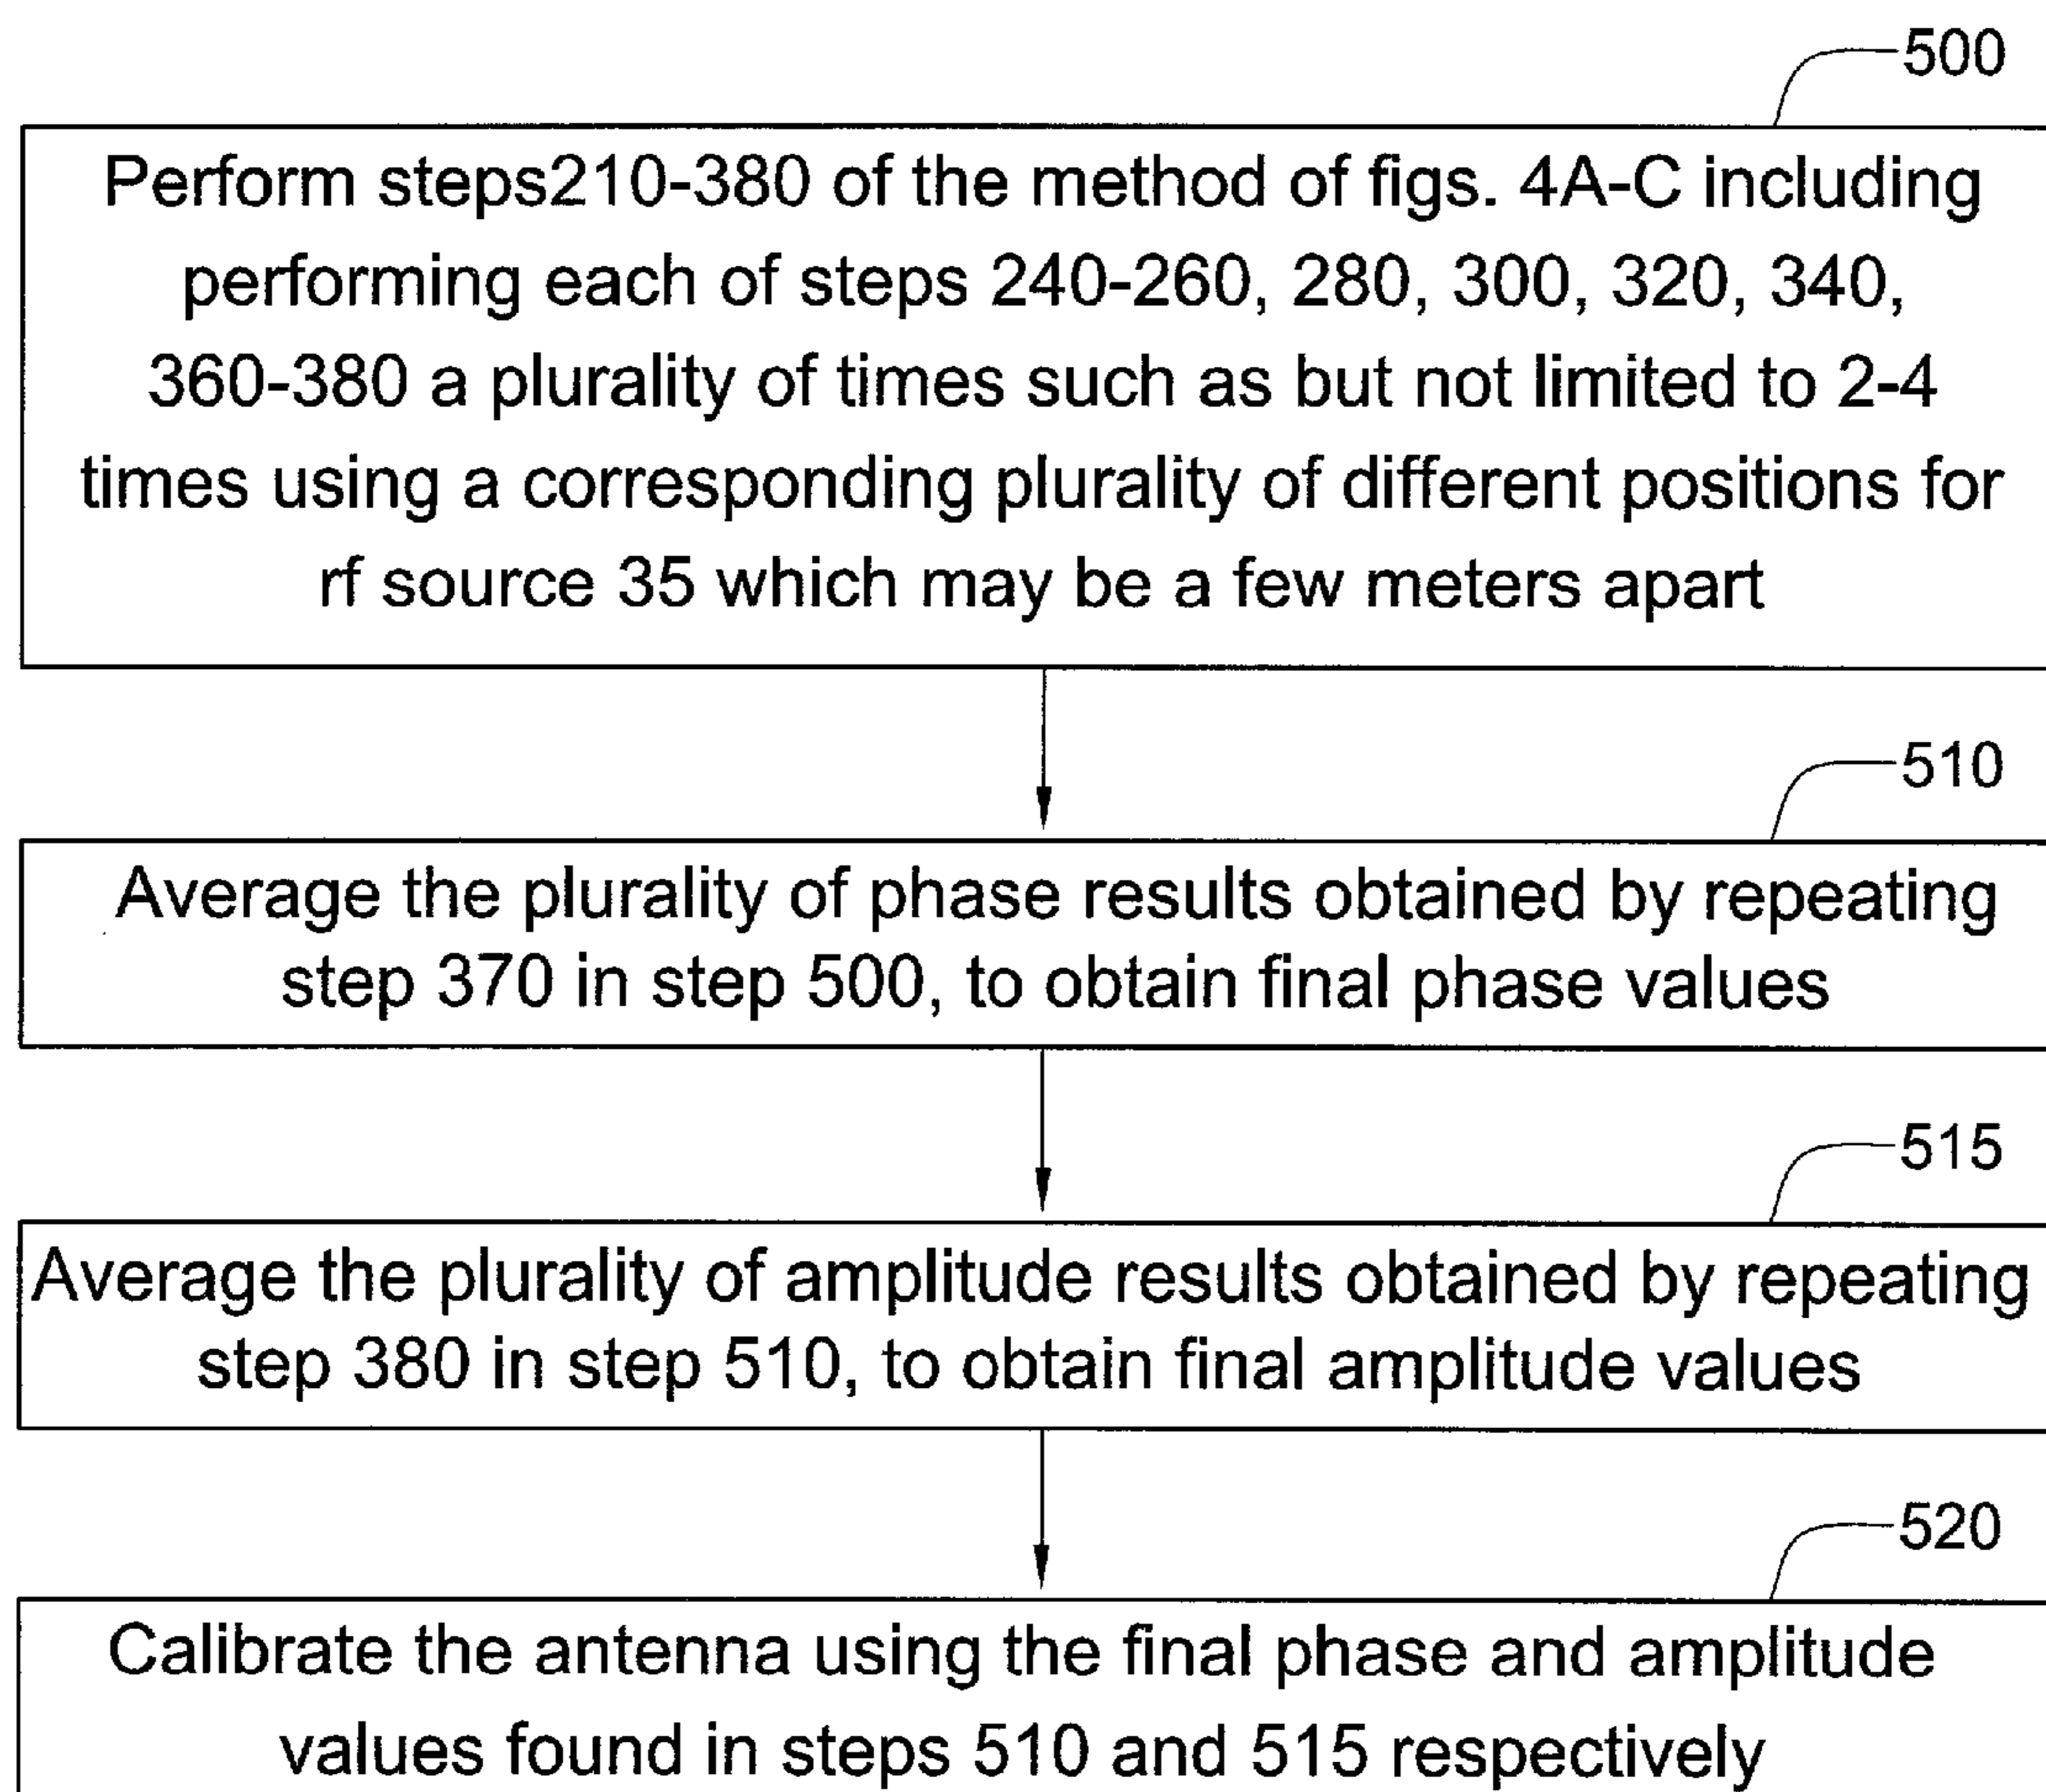 500
Perform steps210-380 of the method of figs. 4A-C including
performing each of steps 240-260, 280, 300, 320, 340,
360-380 a plurality of times such as but not limited to 2-4
times using a corresponding plurality of different positions for
rf source 35 which may be a few meters apart
510
Average the plurality of phase results obtained by repeating
step 370 in step 500, to obtain final phase values
515
Average the plurality of amplitude results obtained by repeating
step 380 in step 510, to obtain final amplitude values
520
Calibrate the antenna using the final phase and amplitude
values found in steps 510 and 515 respectively